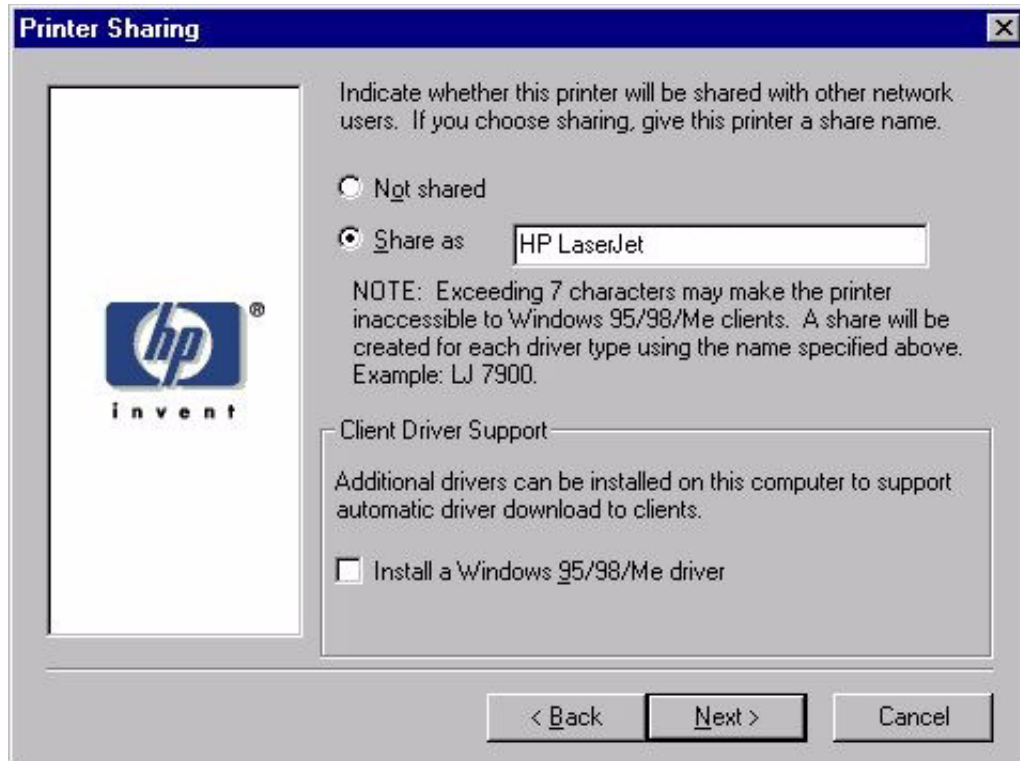 Printer Sharing
Indicate whether this printer will be shared with other network
users. If you choose sharing, give this printer a share name.
Not shared
Share as HP LaserJet
NOTE: Exceeding 7 characters may make the printer
inaccessible to Windows 95/98/Me clients. A share will be
created for each driver type using the name specified above.
Example: LJ 7900.
hp ®
invent
Client Driver Support
Additional drivers can be installed on this computer to support
automatic driver download to clients.
Install a Windows 95/98/Me driver
< Back Next > Cancel